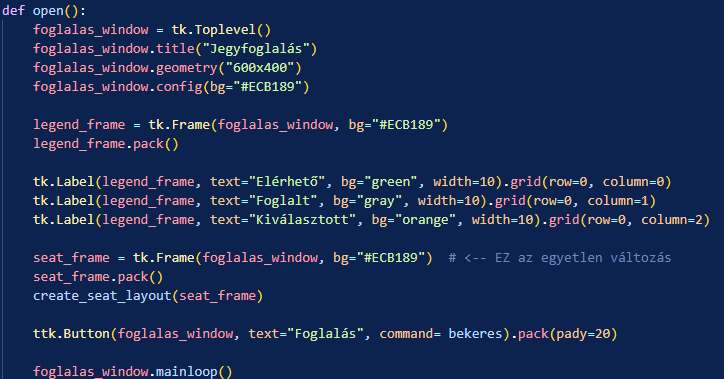 def open():
    foglalas_window = tk.Toplevel()
    foglalas_window.title("Jegyfoglalás")
    foglalas_window.geometry("600x400")
    foglalas_window.config(bg="#ECB189")
    legend_frame = tk.Frame(foglalas_window, bg="#ECB189")
    legend_frame.pack()
    tk.Label(legend_frame, text="Elérhető", bg="green", width=10).grid(row=0, column=0)
    tk.Label(legend_frame, text="Foglalt", bg="gray", width=10).grid(row=0, column=1)
    tk.Label(legend_frame, text="Kiválasztott", bg="orange", width=10).grid(row=0, column=2)
    seat_frame = tk.Frame(foglalas_window, bg="#ECB189")  # <-- EZ az egyetlen változás
    seat_frame.pack()
    create_seat_layout(seat_frame)
    ttk.Button(foglalas_window, text="Foglalás", command= bekeres).pack(pady=20)
    foglalas_window.mainloop()